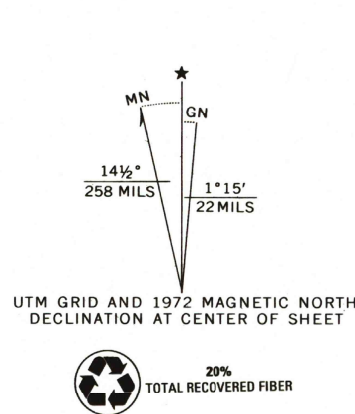 ★
MN
GN
14½°
258 MILS
1°15′
22 MILS
UTM GRID AND 1972 MAGNETIC NORTH
DECLINATION AT CENTER OF SHEET
20%
TOTAL RECOVERED FIBER